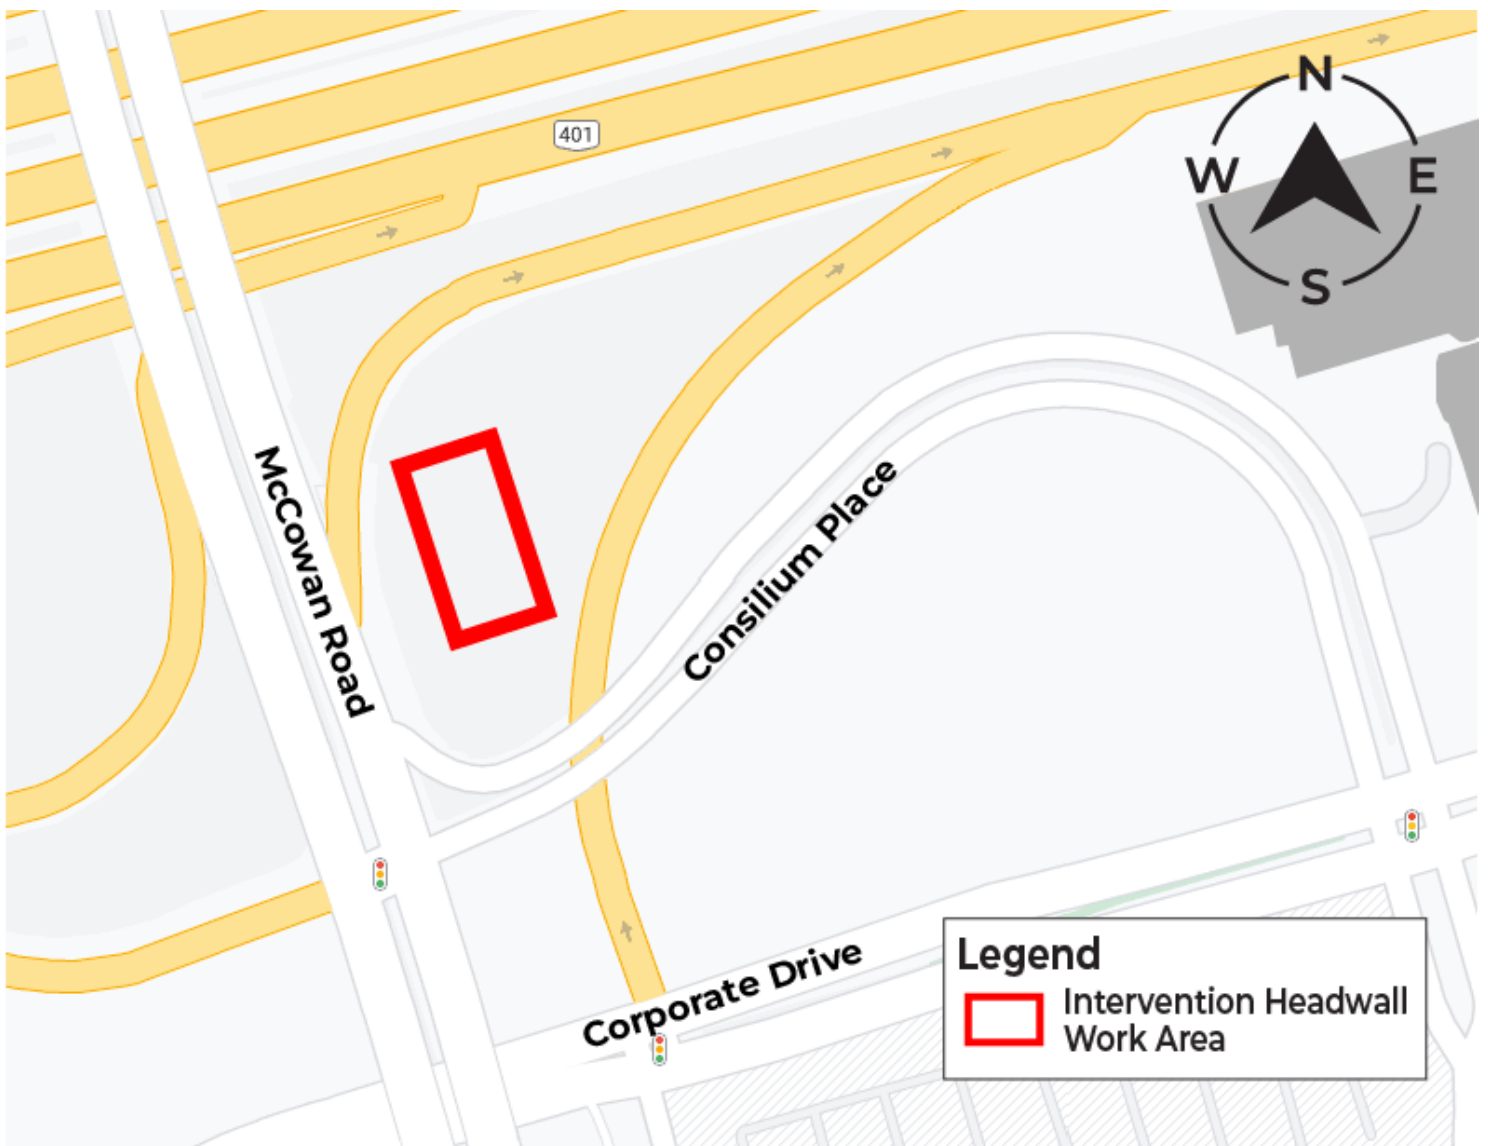 N
401
W
E
S
McCowan Road
Consilium Place
Corporate Drive
Legend
Intervention Headwall
Work Area